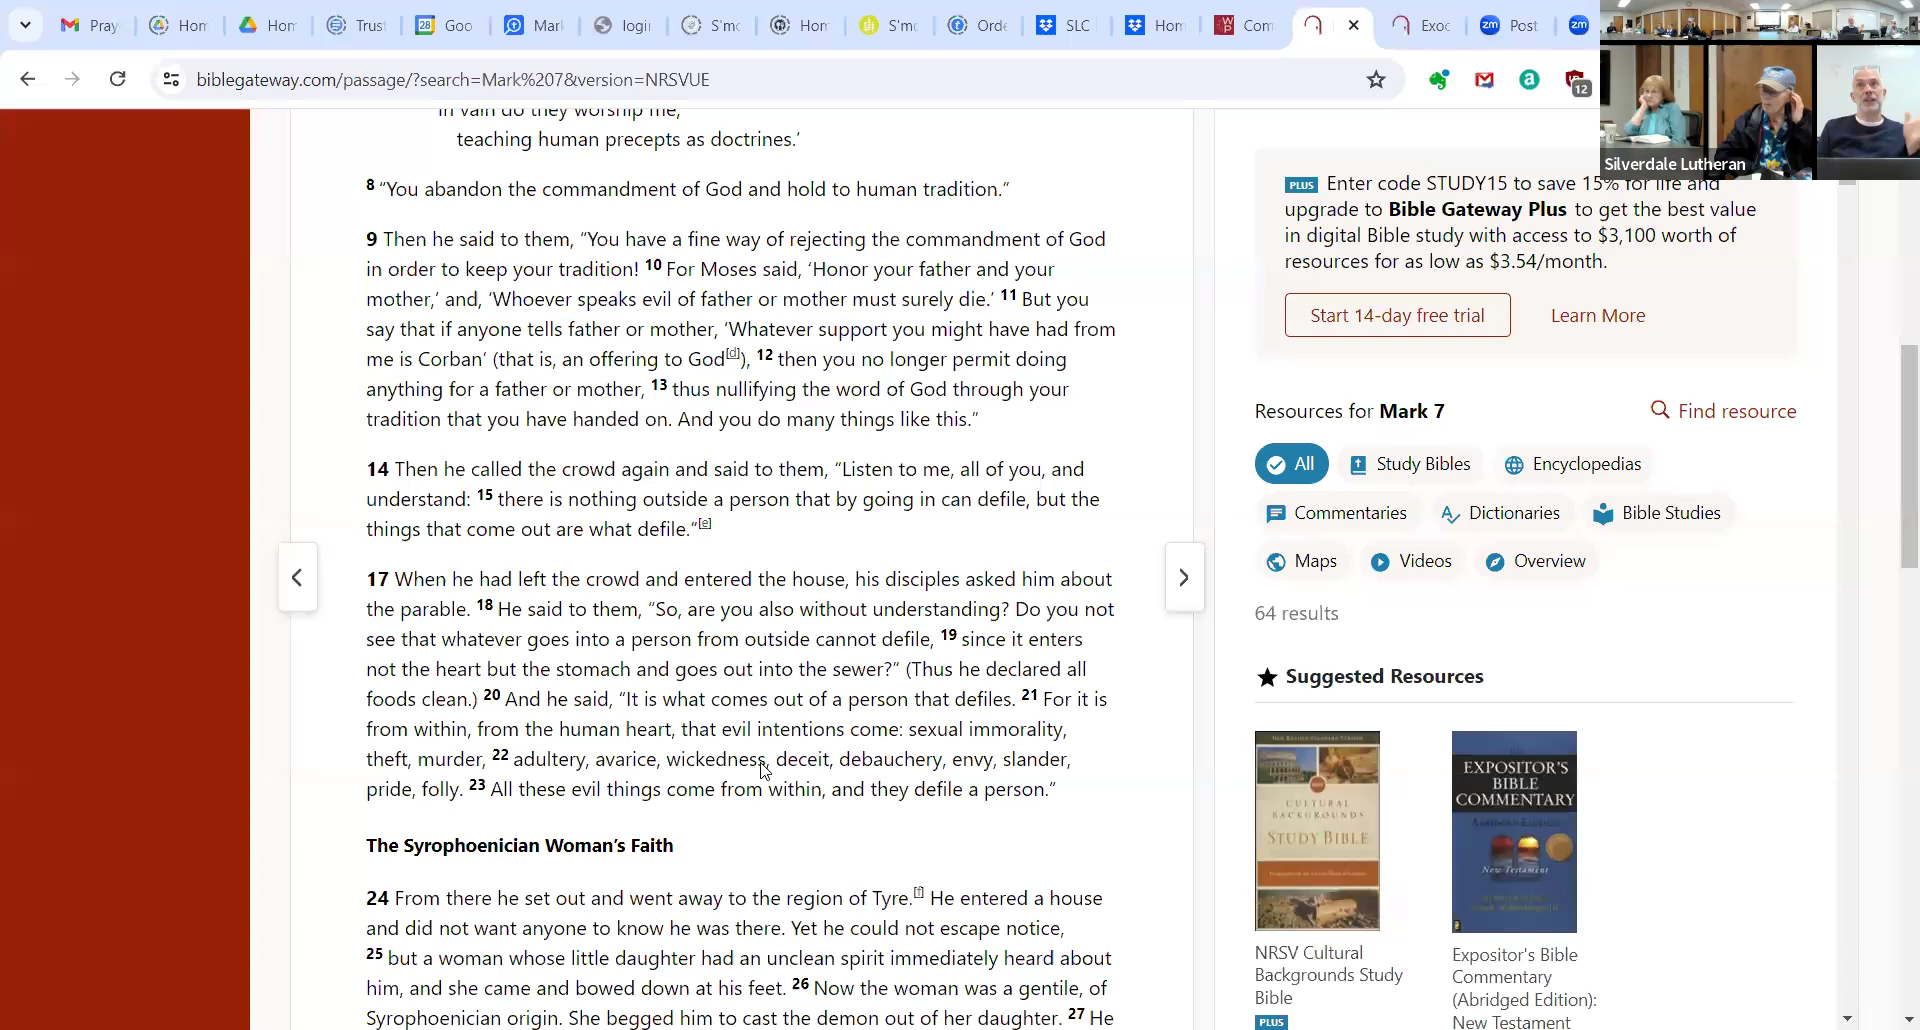 Pray
Hom
Hom
Trust
28
Goo
Mark
login
S'mo
Hom
S'mo
Orde
SLC
Hom
Com
Exoc
zm
Post
zm
biblegateway.com/passage/?search=Mark%207&version=NRSVUE
12
Silverdale Lutheran
in vain do they worship me,
teaching human precepts as doctrines.’
8 “You abandon the commandment of God and hold to human tradition.”
9 Then he said to them, “You have a fine way of rejecting the commandment of God
in order to keep your tradition! 10 For Moses said, ‘Honor your father and your
mother,’ and, ‘Whoever speaks evil of father or mother must surely die.’ 11 But you
say that if anyone tells father or mother, ‘Whatever support you might have had from
me is Corban’ (that is, an offering to God[d]), 12 then you no longer permit doing
anything for a father or mother, 13 thus nullifying the word of God through your
tradition that you have handed on. And you do many things like this.”
14 Then he called the crowd again and said to them, “Listen to me, all of you, and
understand: 15 there is nothing outside a person that by going in can defile, but the
things that come out are what defile.”[e]
17 When he had left the crowd and entered the house, his disciples asked him about
the parable. 18 He said to them, “So, are you also without understanding? Do you not
see that whatever goes into a person from outside cannot defile, 19 since it enters
not the heart but the stomach and goes out into the sewer?” (Thus he declared all
foods clean.) 20 And he said, “It is what comes out of a person that defiles. 21 For it is
from within, from the human heart, that evil intentions come: sexual immorality,
theft, murder, 22 adultery, avarice, wickedness, deceit, debauchery, envy, slander,
pride, folly. 23 All these evil things come from within, and they defile a person.”
The Syrophoenician Woman’s Faith
24 From there he set out and went away to the region of Tyre.[f] He entered a house
and did not want anyone to know he was there. Yet he could not escape notice,
25 but a woman whose little daughter had an unclean spirit immediately heard about
him, and she came and bowed down at his feet. 26 Now the woman was a gentile, of
Syrophoenician origin. She begged him to cast the demon out of her daughter. 27 He
PLUS Enter code STUDY15 to save 15% for life and
upgrade to Bible Gateway Plus to get the best value
in digital Bible study with access to $3,100 worth of
resources for as low as $3.54/month.
Start 14-day free trial
Learn More
Resources for Mark 7
Find resource
All
Study Bibles
Encyclopedias
Commentaries
Dictionaries
Bible Studies
Maps
Videos
Overview
64 results
Suggested Resources
CULTURAL
BACKGROUNDS
STUDY BIBLE
EXPOSITOR'S
BIBLE
COMMENTARY
New Testament
NRSV Cultural
Backgrounds Study
Bible
PLUS
Expositor's Bible
Commentary
(Abridged Edition):
New Testament